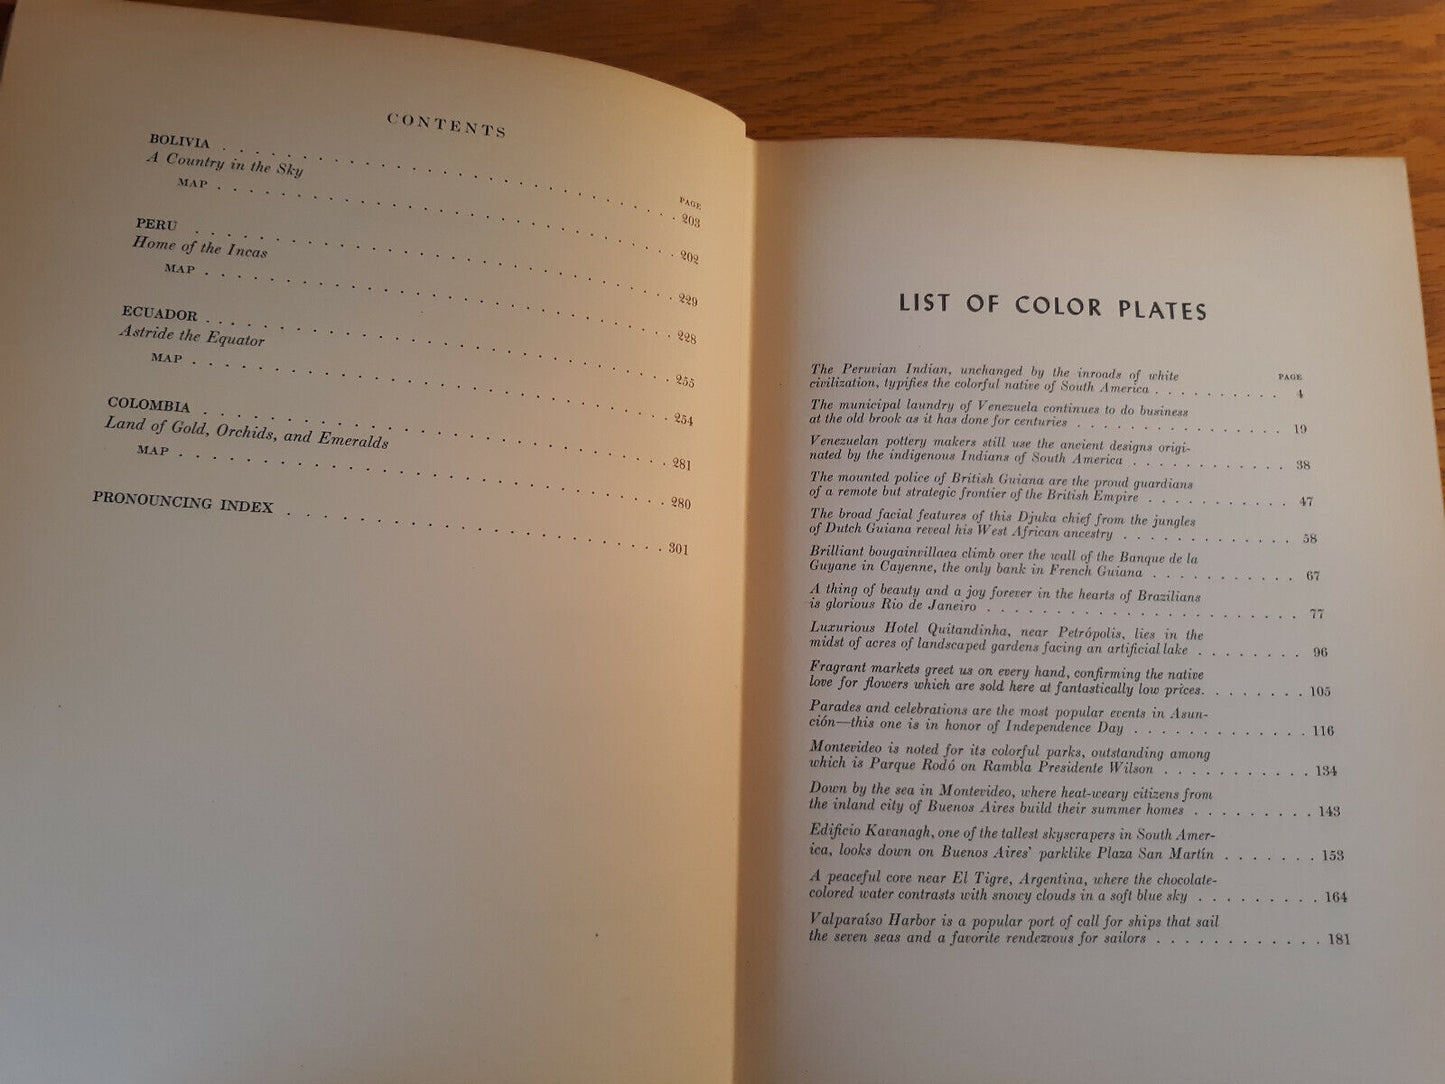 CONTENTS
PAGE
BOLIVIA . . . . . . . . . . . . . . . . . . . . . . . . 203
A Country in the Sky
MAP . . . . . . . . . . . . . . . . . . . . . . . . 202
PERU . . . . . . . . . . . . . . . . . . . . . . . . 229
Home of the Incas
MAP . . . . . . . . . . . . . . . . . . . . . . . . 228
ECUADOR . . . . . . . . . . . . . . . . . . . . . . . . 255
Astride the Equator
MAP . . . . . . . . . . . . . . . . . . . . . . . . 254
COLOMBIA . . . . . . . . . . . . . . . . . . . . . . . . 281
Land of Gold, Orchids, and Emeralds
MAP . . . . . . . . . . . . . . . . . . . . . . . . 280
PRONOUNCING INDEX . . . . . . . . . . . . . . . . . . . . 301
LIST OF COLOR PLATES
PAGE
The Peruvian Indian, unchanged by the inroads of white
civilization, typifies the colorful native of South America . . . . . . . . . . 4
The municipal laundry of Venezuela continues to do business
at the old brook as it has done for centuries . . . . . . . . . . . . . . . 19
Venezuelan pottery makers still use the ancient designs origi-
nated by the indigenous Indians of South America . . . . . . . . . . . 38
The mounted police of British Guiana are the proud guardians
of a remote but strategic frontier of the British Empire . . . . . . . . . . . 47
The broad facial features of this Djuka chief from the jungles
of Dutch Guiana reveal his West African ancestry . . . . . . . . . . . . . 58
Brilliant bougainvillaea climb over the wall of the Banque de la
Guyane in Cayenne, the only bank in French Guiana . . . . . . . . . . . 67
A thing of beauty and a joy forever in the hearts of Brazilians
is glorious Rio de Janeiro . . . . . . . . . . . . . . . . . . . . . . 77
Luxurious Hotel Quitandinha, near Petrópolis, lies in the
midst of acres of landscaped gardens facing an artificial lake . . . . . . . . 96
Fragrant markets greet us on every hand, confirming the native
love for flowers which are sold here at fantastically low prices. . . . . . . . 105
Parades and celebrations are the most popular events in Asun-
ción—this one is in honor of Independence Day . . . . . . . . . . . . . 116
Montevideo is noted for its colorful parks, outstanding among
which is Parque Rodó on Rambla Presidente Wilson . . . . . . . . . . . 134
Down by the sea in Montevideo, where heat-weary citizens from
the inland city of Buenos Aires build their summer homes . . . . . . . . . 143
Edificio Kavanagh, one of the tallest skyscrapers in South Amer-
ica, looks down on Buenos Aires' parklike Plaza San Martín . . . . . . . 153
A peaceful cove near El Tigre, Argentina, where the chocolate-
colored water contrasts with snowy clouds in a soft blue sky . . . . . . . . . 164
Valparaíso Harbor is a popular port of call for ships that sail
the seven seas and a favorite rendezvous for sailors . . . . . . . . . . . . 181